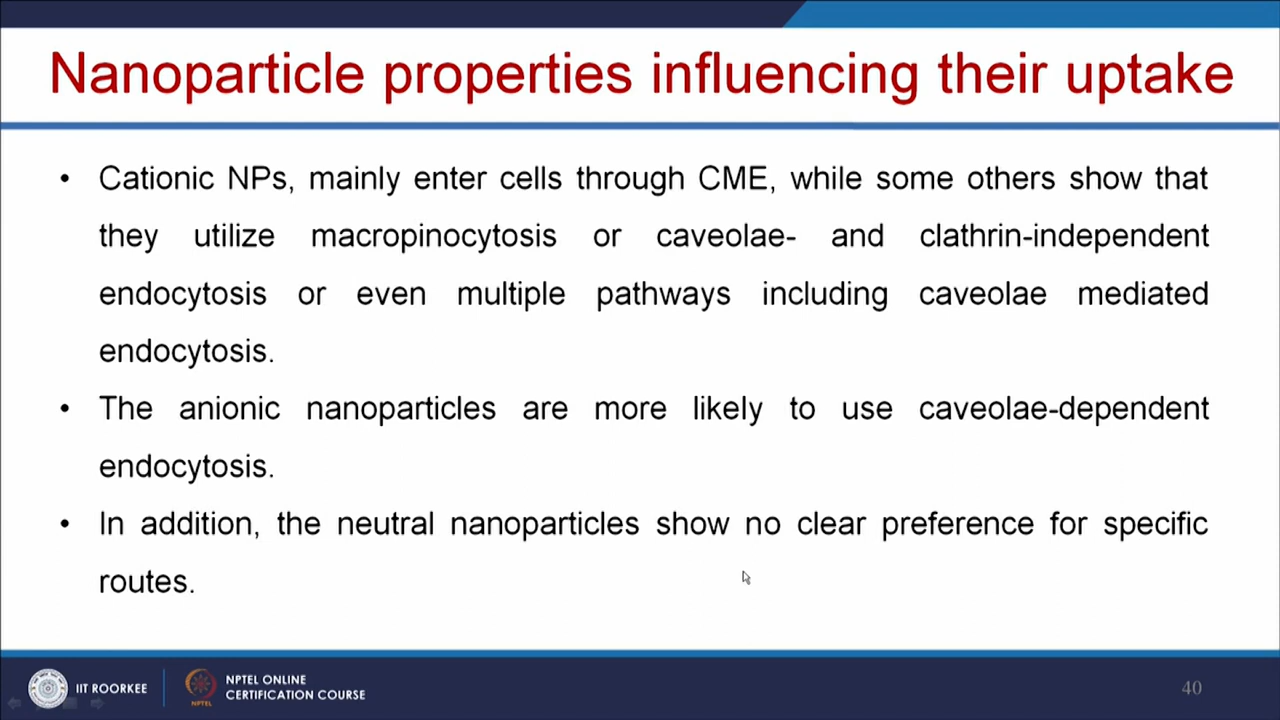 Nanoparticle properties influencing their uptake
• Cationic NPs, mainly enter cells through CME, while some others show that
they utilize macropinocytosis or caveolae- and clathrin-independent
endocytosis or even multiple pathways including caveolae mediated
endocytosis.
• The anionic nanoparticles are more likely to use caveolae-dependent
endocytosis.
• In addition, the neutral nanoparticles show no clear preference for specific
routes.
IIT ROORKEE
NPTEL
NPTEL ONLINE
CERTIFICATION COURSE
40